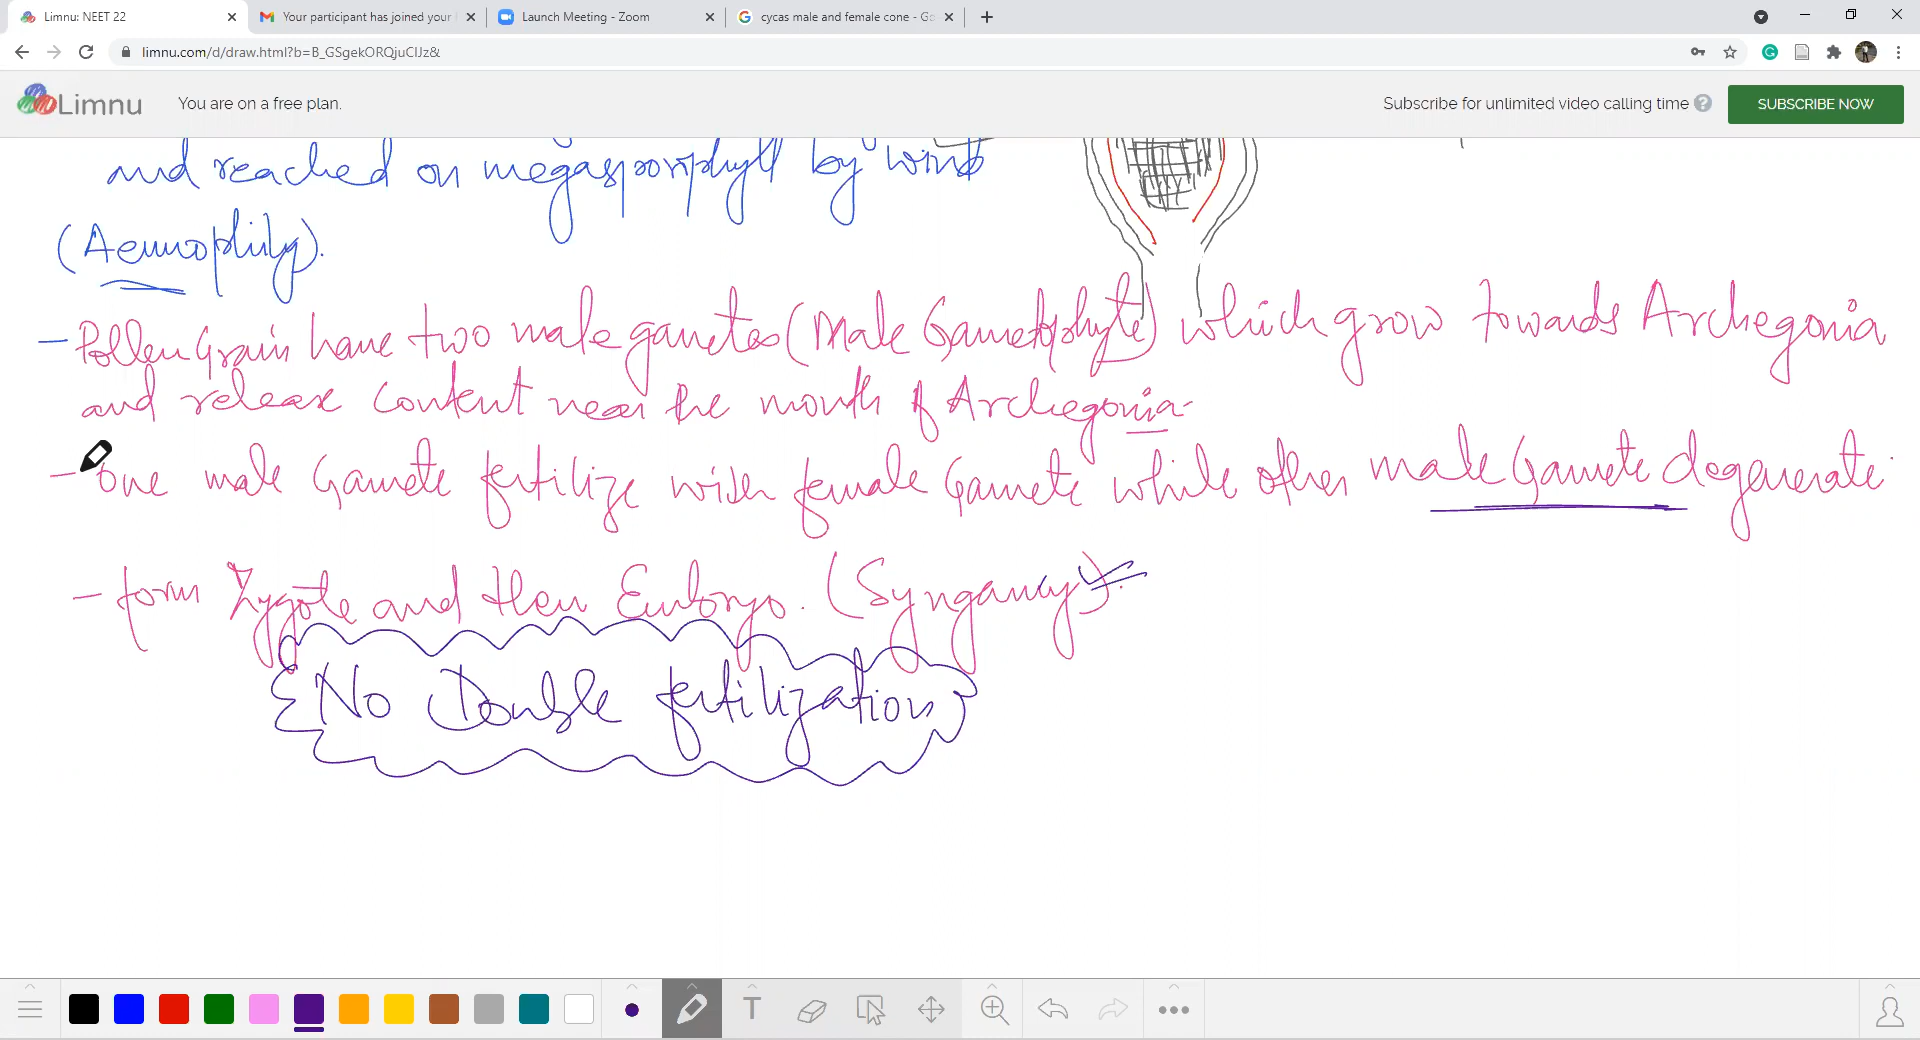 Limnu: NEET 22
Your participant has joined your
Launch Meeting - Zoom
cycas male and female cone - Go
limnu.com/d/draw.html?b=B_GSgekORQjuClJz&
Limnu
You are on a free plan.
Subscribe for unlimited video calling time
SUBSCRIBE NOW
and reached on megasporophyll by wind
(Aenmophily).
- Pollen Grain have two male gametes (Male Gametophyte) which grow towards Archegonia
and release content near the mouth of Archegonia-
- One male Gamete fertilize with female Gamete while other male Gamete degenerate
- form Zygote and then Embryo. (Syngamy).
No Double fertilization
T